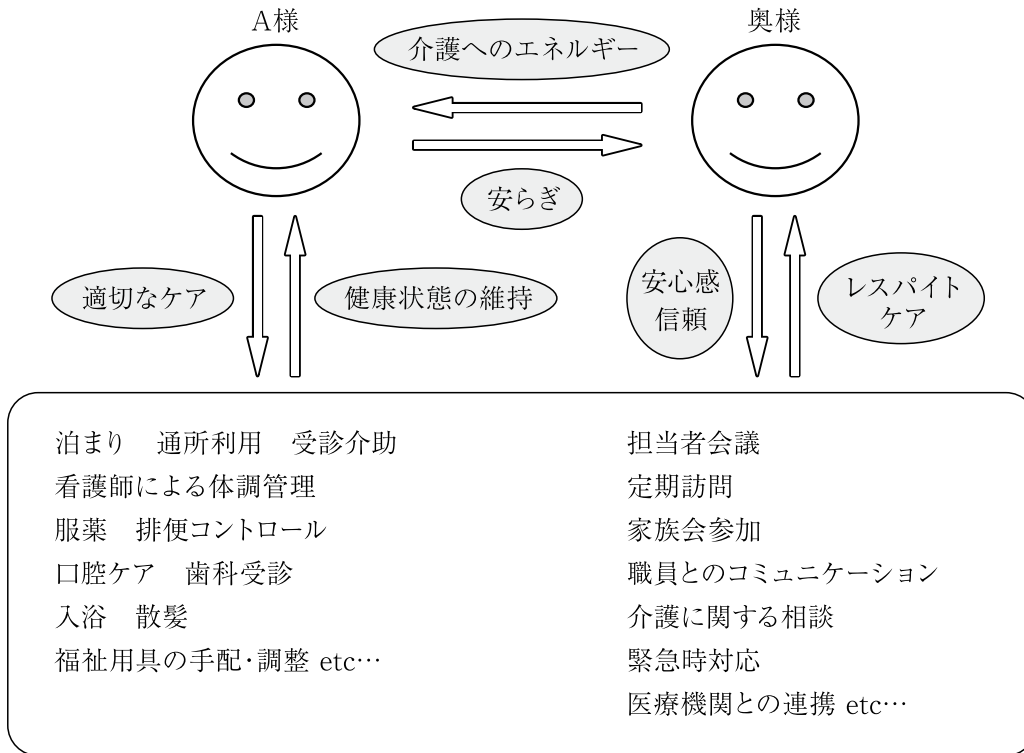 A様
奥様
介護へのエネルギー
安らぎ
適切なケア
健康状態の維持
安心感
信頼
レスパイト
ケア
泊まり　通所利用　受診介助
看護師による体調管理
服薬　排便コントロール
口腔ケア　歯科受診
入浴　散髪
福祉用具の手配・調整 etc…
担当者会議
定期訪問
家族会参加
職員とのコミュニケーション
介護に関する相談
緊急時対応
医療機関との連携 etc…